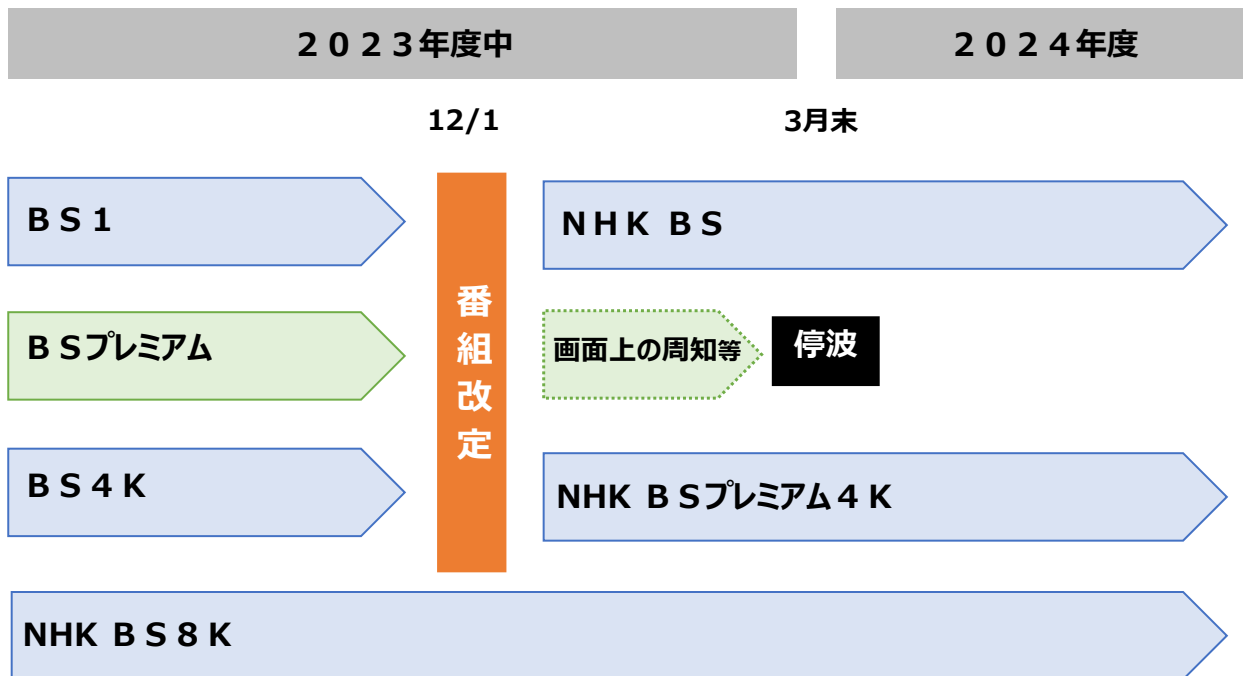 ２０２３年度中
２０２４年度
12/1
3月末
ＢＳ１
番組改定
ＮＨＫ ＢＳ
ＢＳプレミアム
画面上の周知等
停波
ＢＳ４Ｋ
NHK ＢＳプレミアム４Ｋ
NHK ＢＳ８Ｋ